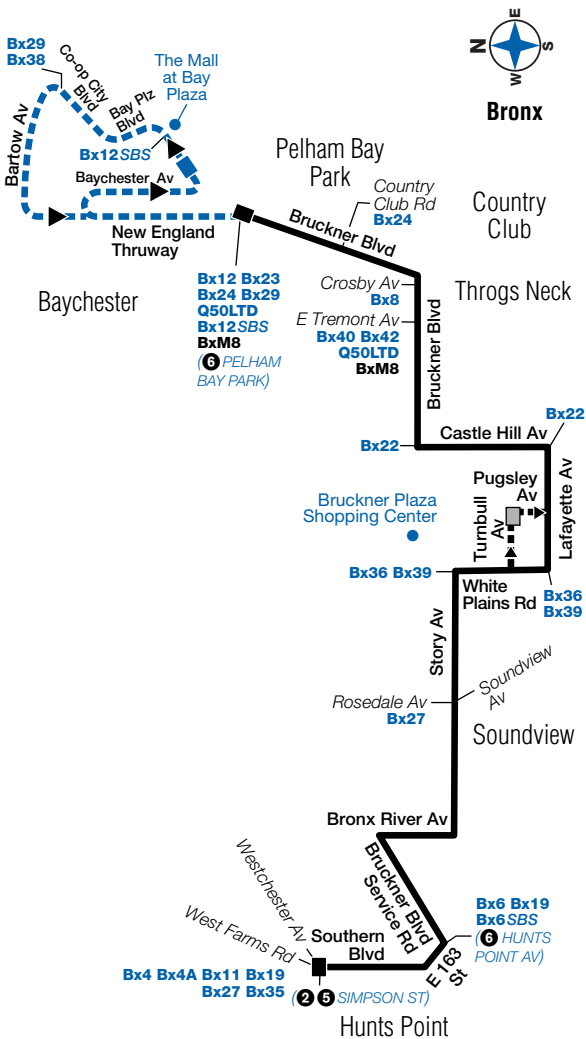 Bx29
Bx38
Co-op City
Blvd
Bay Plz
Blvd
The Mall
at Bay
Plaza
N
E
S
W
Bronx
Bartow Av
Bx12SBS
Baychester Av
New England
Thruway
Pelham Bay
Park
Country
Club Rd
Bx24
Bruckner Blvd
Country
Club
Baychester
Bx12 Bx23
Bx24 Bx29
Q50LTD
Bx12SBS
BxM8
(6 PELHAM
BAY PARK)
Crosby Av
Bx8
Throgs Neck
E Tremont Av
Bx40 Bx42
Q50LTD
BxM8
Bruckner Blvd
Bx22
Castle Hill Av
Bx22
Pugsley
Av
Turnbull
Av
Lafayette Av
Bruckner Plaza
Shopping Center
Bx36 Bx39
White
Plains Rd
Bx36
Bx39
Story Av
Rosedale Av
Bx27
Soundview
Av
Soundview
Bronx River Av
Bruckner Blvd
Service Rd
Westchester Av
West Farms Rd
Southern
Blvd
E 163
St
Bx6 Bx19
Bx6SBS
(6 HUNTS
POINT AV)
Bx4 Bx4A Bx11 Bx19
Bx27 Bx35
(2 5 SIMPSON ST)
Hunts Point